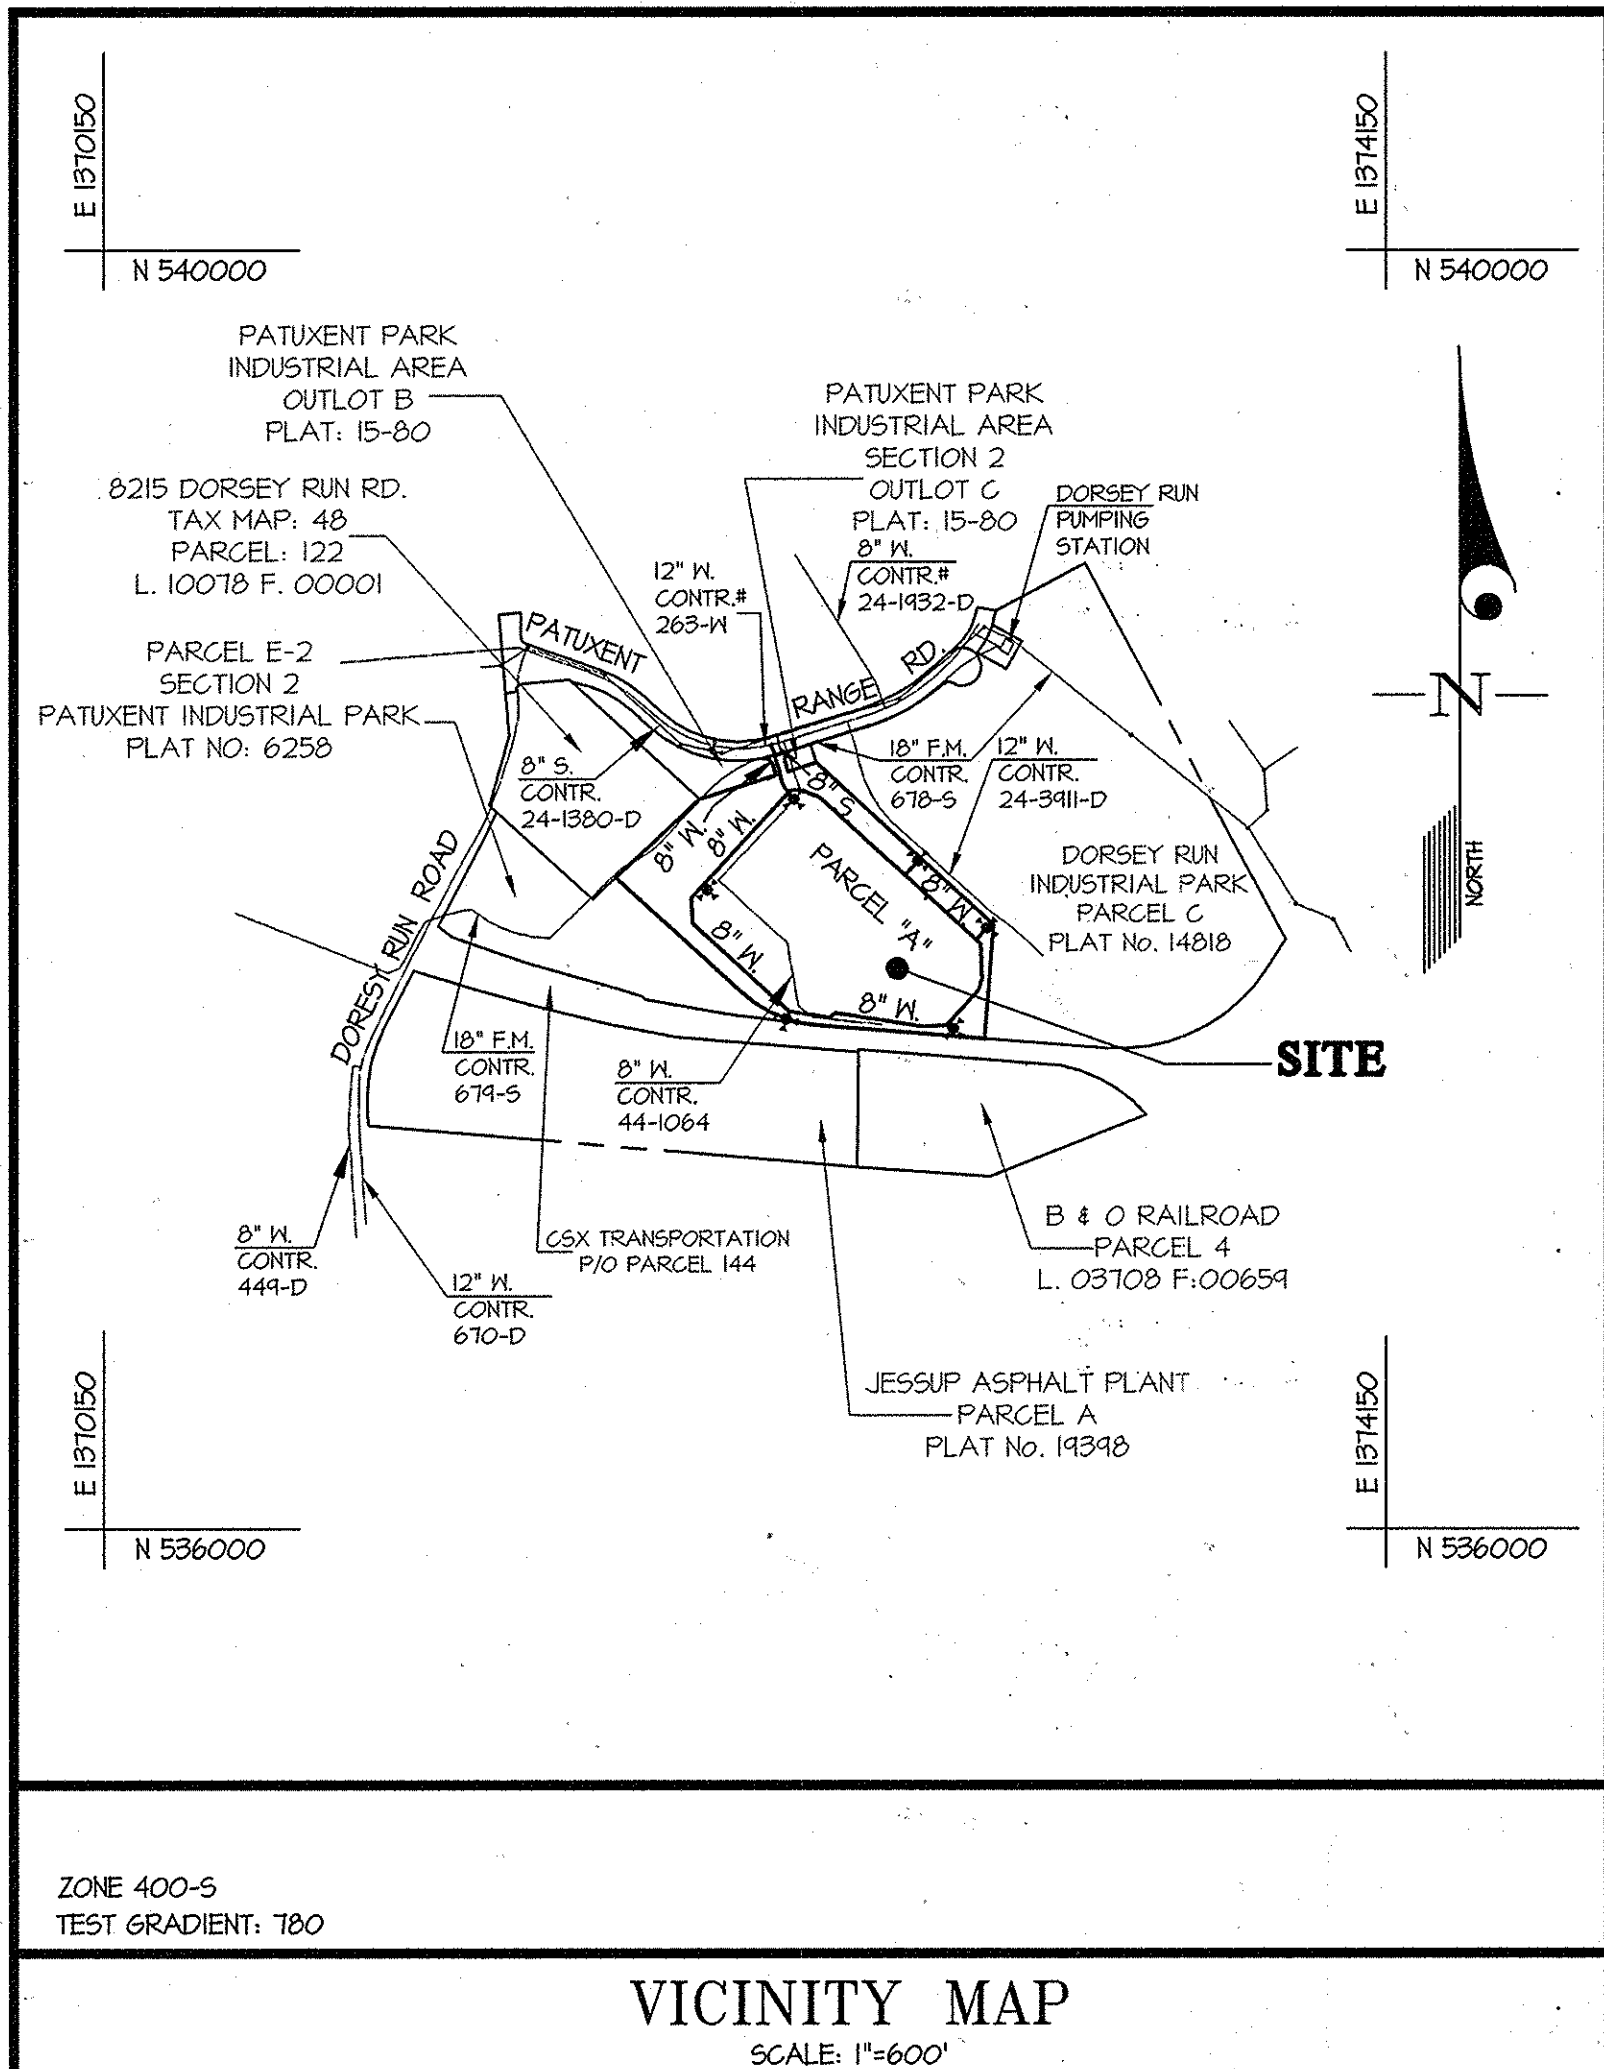 E 1370150
N 540000
E 1374150
N 540000
PATUXENT PARK
INDUSTRIAL AREA
OUTLOT B
PLAT: 15-80
PATUXENT PARK
INDUSTRIAL AREA
SECTION 2
OUTLOT C
PLAT: 15-80
8215 DORSEY RUN RD.
TAX MAP: 48
PARCEL: 122
L. 10078 F. 00001
DORSEY RUN
PUMPING
STATION
8" W.
CONTR.#
24-1932-D
12" W.
CONTR.#
263-W
PARCEL E-2
SECTION 2
PATUXENT INDUSTRIAL PARK
PLAT NO: 6258
PATUXENT
RANGE
RD.
8" S.
CONTR.
24-1380-D
18" F.M.
CONTR.
678-S
12" W.
CONTR.
24-3911-D
8" S.
8" W.
8" W.
8" W.
PARCEL "A"
8" W.
8" W.
DORSEY RUN
INDUSTRIAL PARK
PARCEL C
PLAT No. 14818
NORTH
N
DORESY RUN ROAD
18" F.M.
CONTR.
679-S
8" W.
CONTR.
44-1064
SITE
8" W.
CONTR.
449-D
12" W.
CONTR.
670-D
CSX TRANSPORTATION
P/O PARCEL 144
B & O RAILROAD
PARCEL 4
L. 03708 F:00659
JESSUP ASPHALT PLANT
PARCEL A
PLAT No. 19398
E 1370150
N 536000
E 1374150
N 536000
ZONE 400-S
TEST GRADIENT: 780
VICINITY MAP
SCALE: 1"=600'